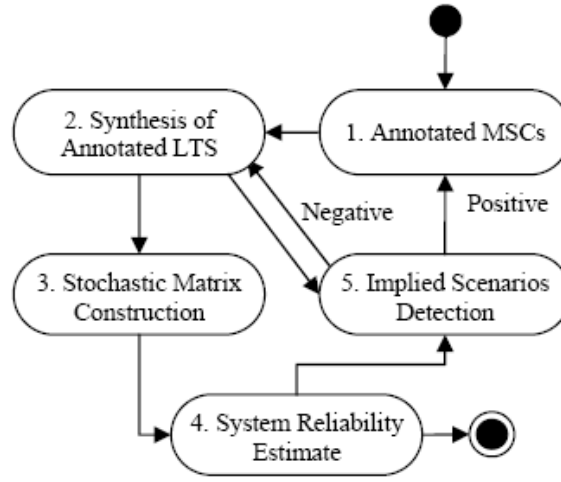 2. Synthesis of
Annotated LTS
1. Annotated MSCs
Negative
Positive
3. Stochastic Matrix
Construction
5. Implied Scenarios
Detection
4. System Reliability
Estimate